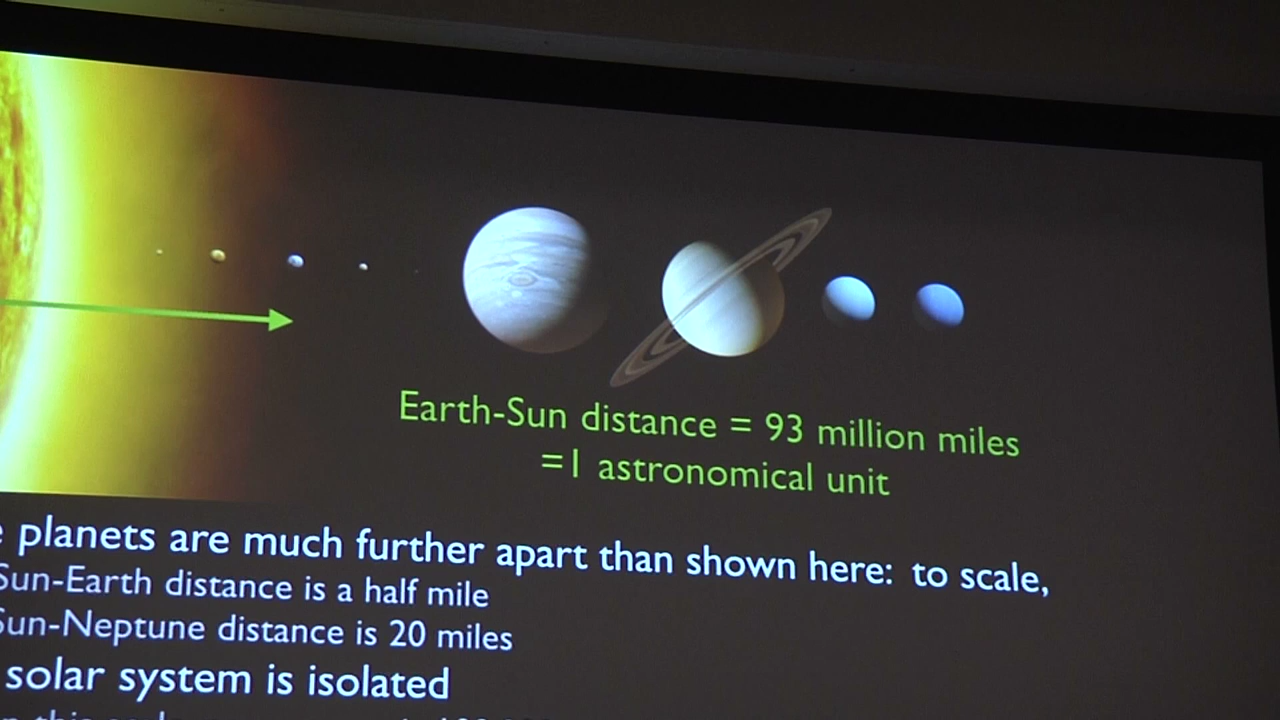 Earth-Sun distance = 93 million miles
=1 astronomical unit
planets are much further apart than shown here: to scale,
Sun-Earth distance is a half mile
Sun-Neptune distance is 20 miles
solar system is isolated